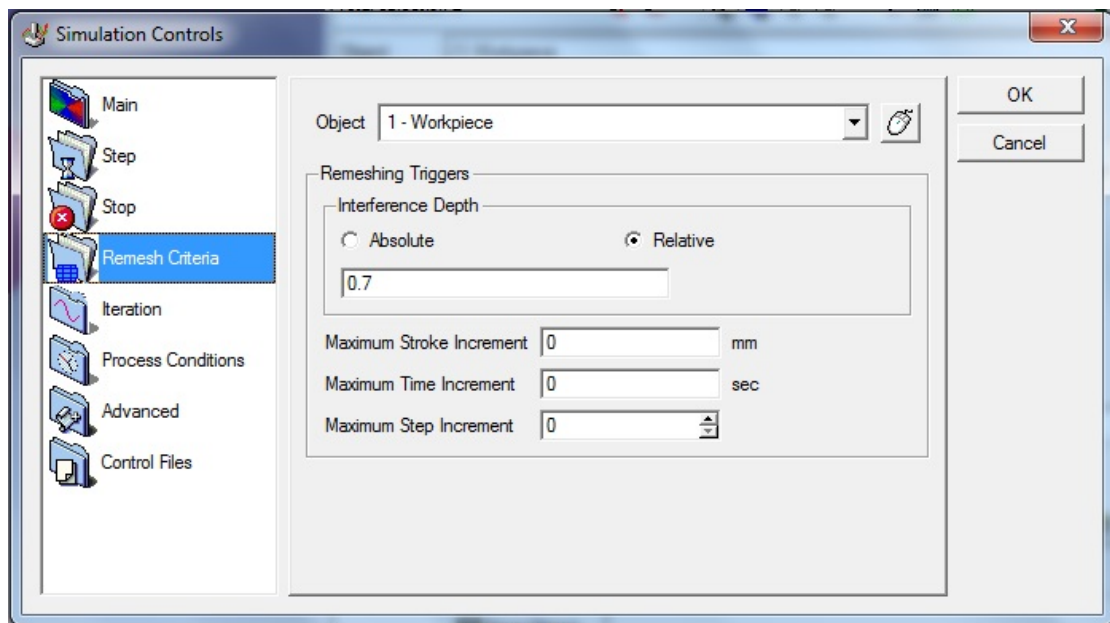 Simulation Controls
Main
Step
Stop
Remesh Criteria
Iteration
Process Conditions
Advanced
Control Files
Object 1 - Workpiece
Remeshing Triggers
Interference Depth
Absolute Relative
0.7
Maximum Stroke Increment 0 mm
Maximum Time Increment 0 sec
Maximum Step Increment 0
OK
Cancel